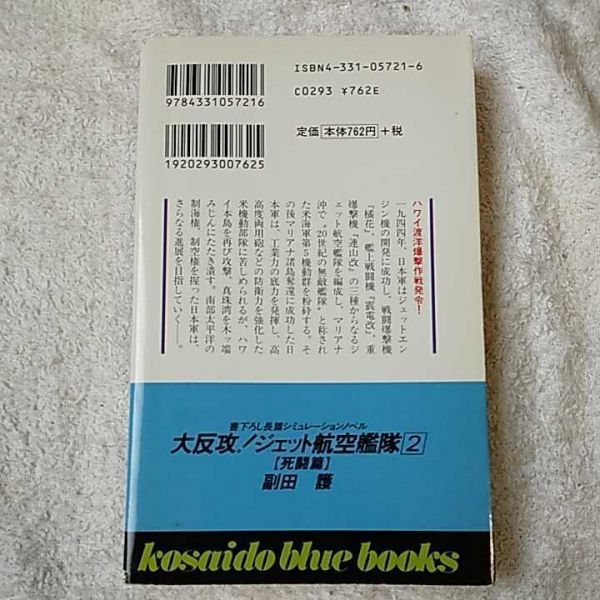 ISBN4-331-05721-6
9784331057216
C0293 ¥762E
定価 本体762円 +税
1920293007625
ハワイ渡洋爆撃作戦発令!
一九四四年、日本軍はジェットエン
ジン機の開発に成功し、戦闘爆撃機
『橘花』、艦上戦闘機『震電改』、重
爆撃機『連山改』の三種からなるジ
ェット航空艦隊を編成し、マリアナ
沖で“20世紀の無敵艦隊”と称され
た米海軍第5機動群を粉砕する。そ
の後マリアナ諸島奪還に成功した日
本軍は、工業力の底力を発揮し、高
高度両用砲などの防衛力を強化した
米機動部隊に苦しめられるが、ハワ
イ本島を再び攻撃。真珠湾を木ッ端
みじんにたたき潰す。南部太平洋の
制海権、制空権を握った日本軍は、
さらなる進展を目指していく――。
書下ろし長篇シミュレーションノベル
大反攻!ジェット航空艦隊2
【死闘篇】
副田 護
kosaido blue books